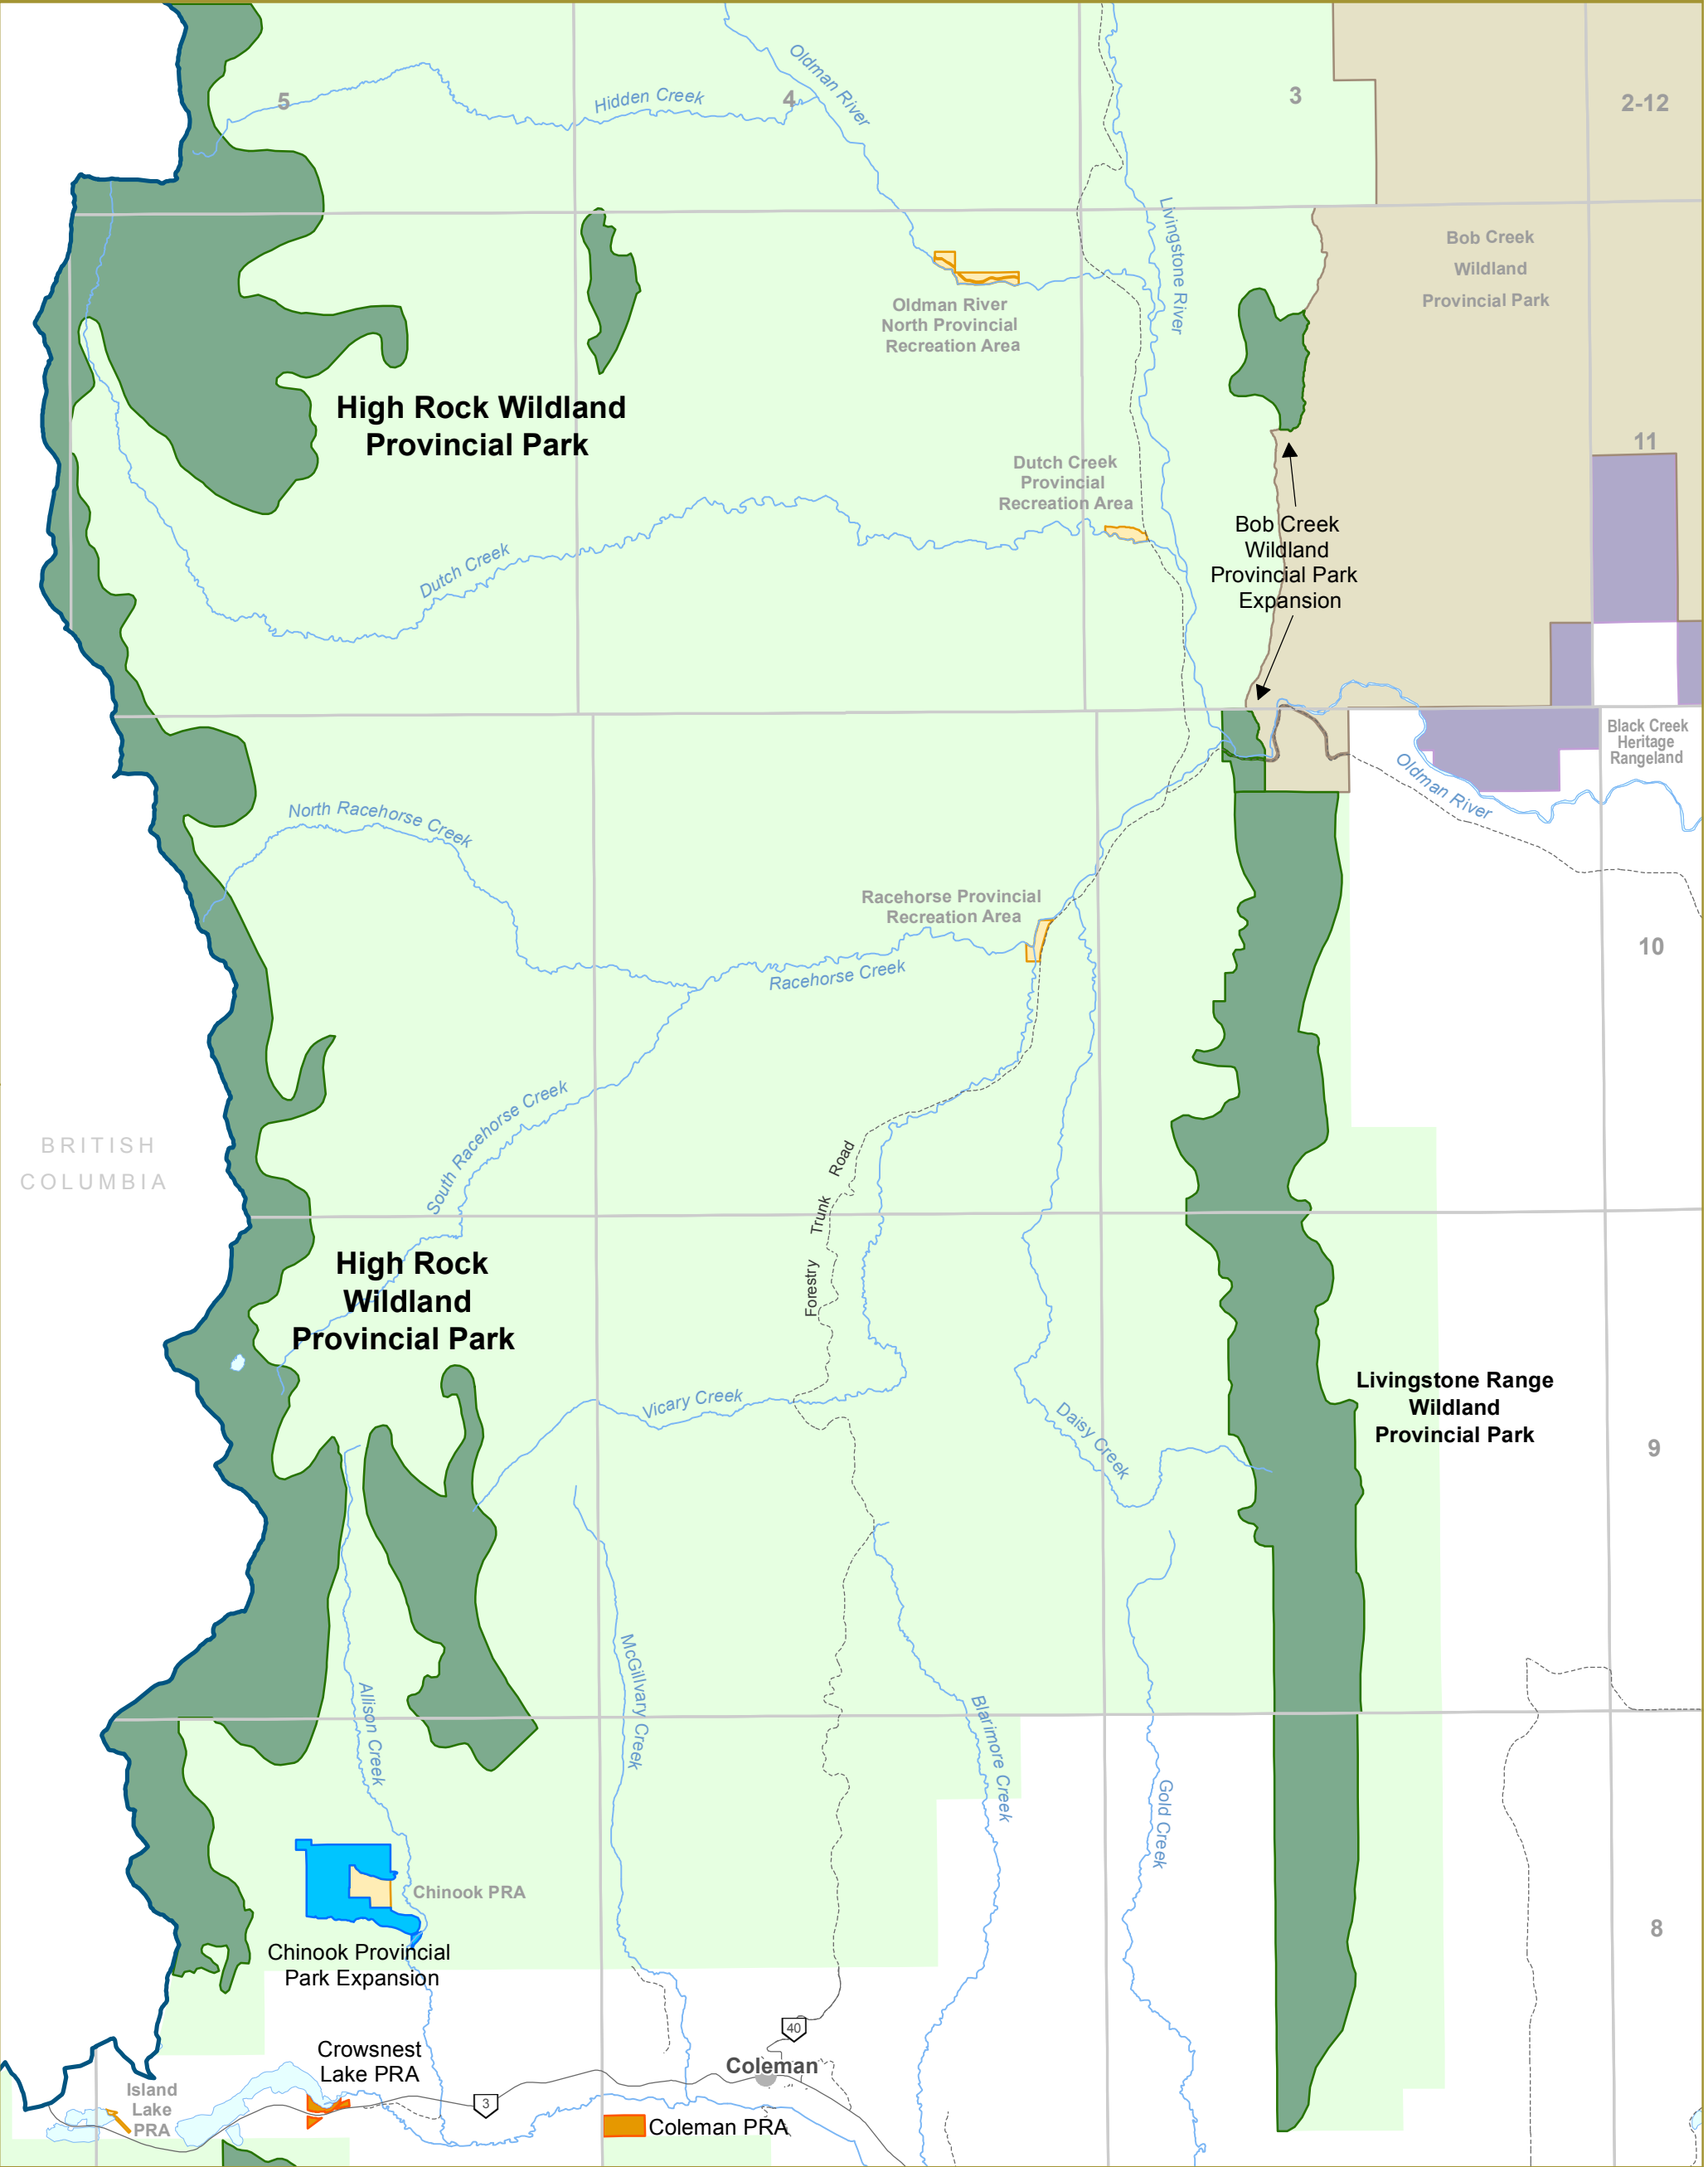 Oldman River
5
Hidden Creek
4
3
2-12
Livingstone River
Bob Creek
Wildland
Provincial Park
Oldman River
North Provincial
Recreation Area
High Rock Wildland
Provincial Park
11
Dutch Creek
Provincial
Recreation Area
Bob Creek
Wildland
Provincial Park
Expansion
Dutch Creek
Black Creek
Heritage
Rangeland
Oldman River
North Racehorse Creek
Racehorse Provincial
Recreation Area
10
Racehorse Creek
South Racehorse Creek
BRITISH
COLUMBIA
Forestry Trunk Road
High Rock
Wildland
Provincial Park
Livingstone Range
Wildland
Provincial Park
Vicary Creek
Daisy Creek
9
McGillvary Creek
Allison Creek
Blarimore Creek
Gold Creek
Chinook PRA
8
Chinook Provincial
Park Expansion
40
Crowsnest
Lake PRA
Coleman
Island
Lake
PRA
3
Coleman PRA